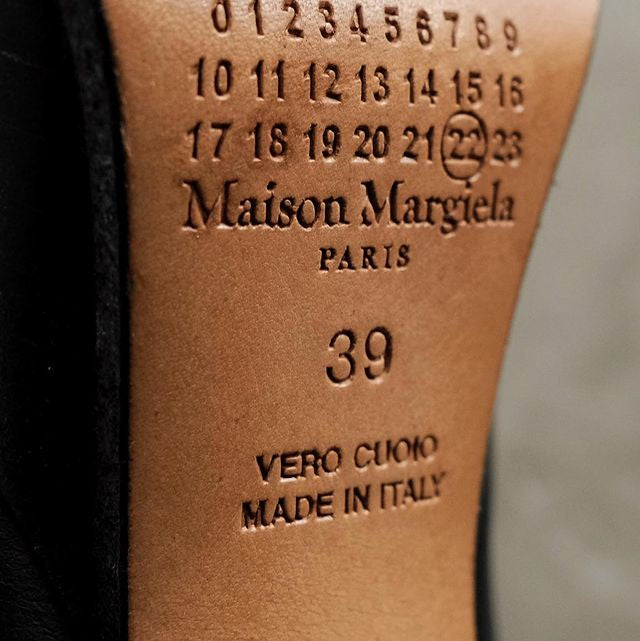 0 1 2 3 4 5 6 7 8 9
10 11 12 13 14 15 16
17 18 19 20 21 22 23
Maison Margiela
PARIS
39
VERO CUOIO
MADE IN ITALY